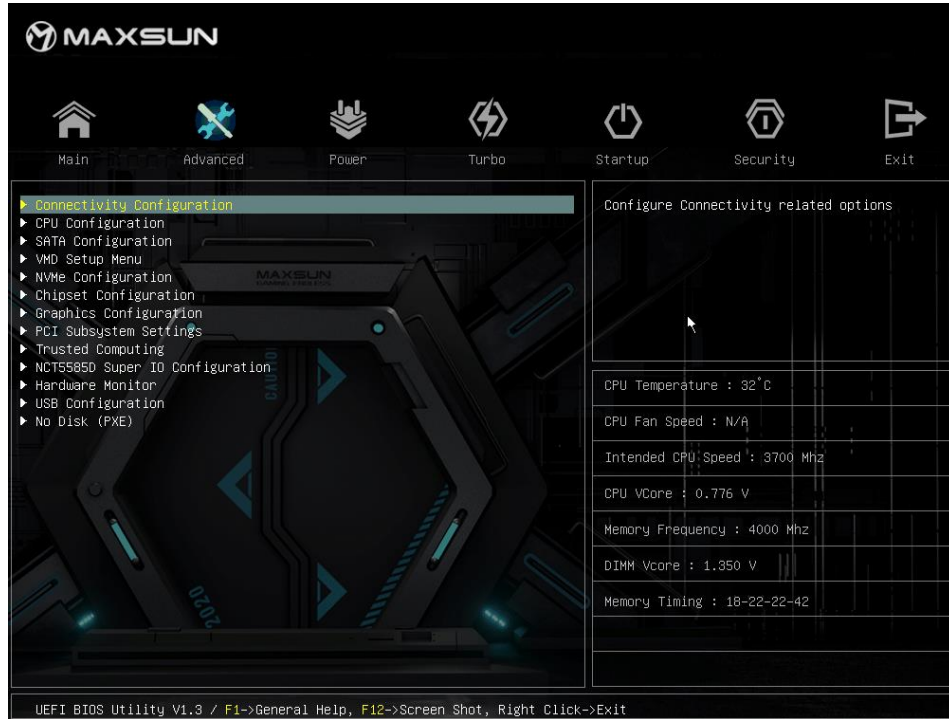 MAXSUN
Main Advanced Power Turbo Startup Security Exit
Connectivity Configuration
CPU Configuration
SATA Configuration
VMD Setup Menu
NVMe Configuration
Chipset Configuration
Graphics Configuration
PCI Subsystem Settings
Trusted Computing
NCT5585D Super IO Configuration
Hardware Monitor
USB Configuration
No Disk (PXE)
MAXSUN
CAUTION
2020
Configure Connectivity related options
CPU Temperature : 32°C
CPU Fan Speed : N/A
Intended CPU Speed : 3700 Mhz
CPU VCore : 0.776 V
Memory Frequency : 4000 Mhz
DIMM Vcore : 1.350 V
Memory Timing : 18-22-22-42
UEFI BIOS Utility V1.3 / F1->General Help, F12->Screen Shot, Right Click->Exit